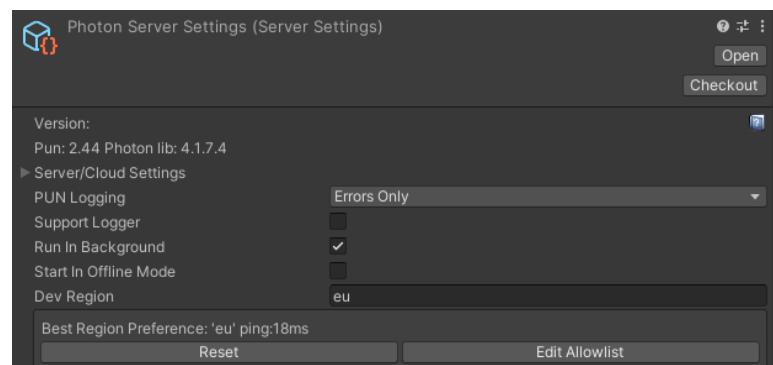 Photon Server Settings (Server Settings)
Open
Checkout
Version:
Pun: 2.44 Photon lib: 4.1.7.4
Server/Cloud Settings
PUN Logging Errors Only
Support Logger
Run In Background
Start In Offline Mode
Dev Region eu
Best Region Preference: 'eu' ping:18ms
Reset Edit Allowlist